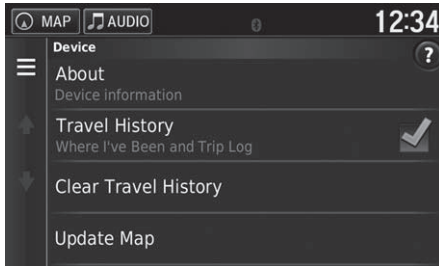 MAP AUDIO 12:34
Device
?
About
Device information
Travel History
Where I've Been and Trip Log
Clear Travel History
Update Map